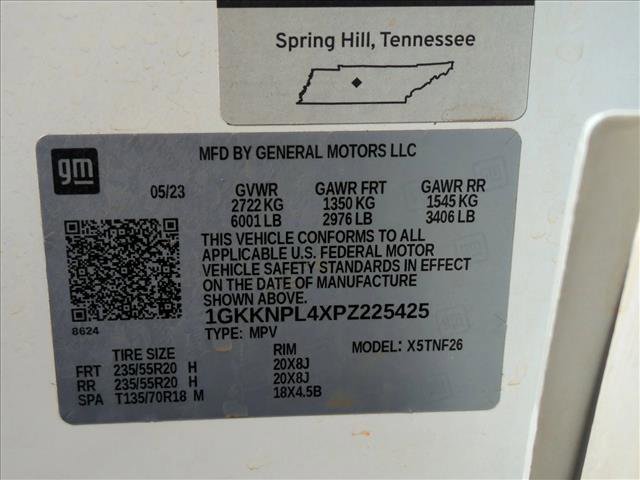 Spring Hill, Tennessee
gm
MFD BY GENERAL MOTORS LLC
05/23 GVWR GAWR FRT GAWR RR
2722 KG 1350 KG 1545 KG
6001 LB 2976 LB 3406 LB
THIS VEHICLE CONFORMS TO ALL
APPLICABLE U.S. FEDERAL MOTOR
VEHICLE SAFETY STANDARDS IN EFFECT
ON THE DATE OF MANUFACTURE
SHOWN ABOVE.
1GKKNPL4XPZ225425
8624
TYPE: MPV MODEL: X5TNF26
TIRE SIZE RIM
FRT 235/55R20 H 20X8J
RR 235/55R20 H 20X8J
SPA T135/70R18 M 18X4.5B